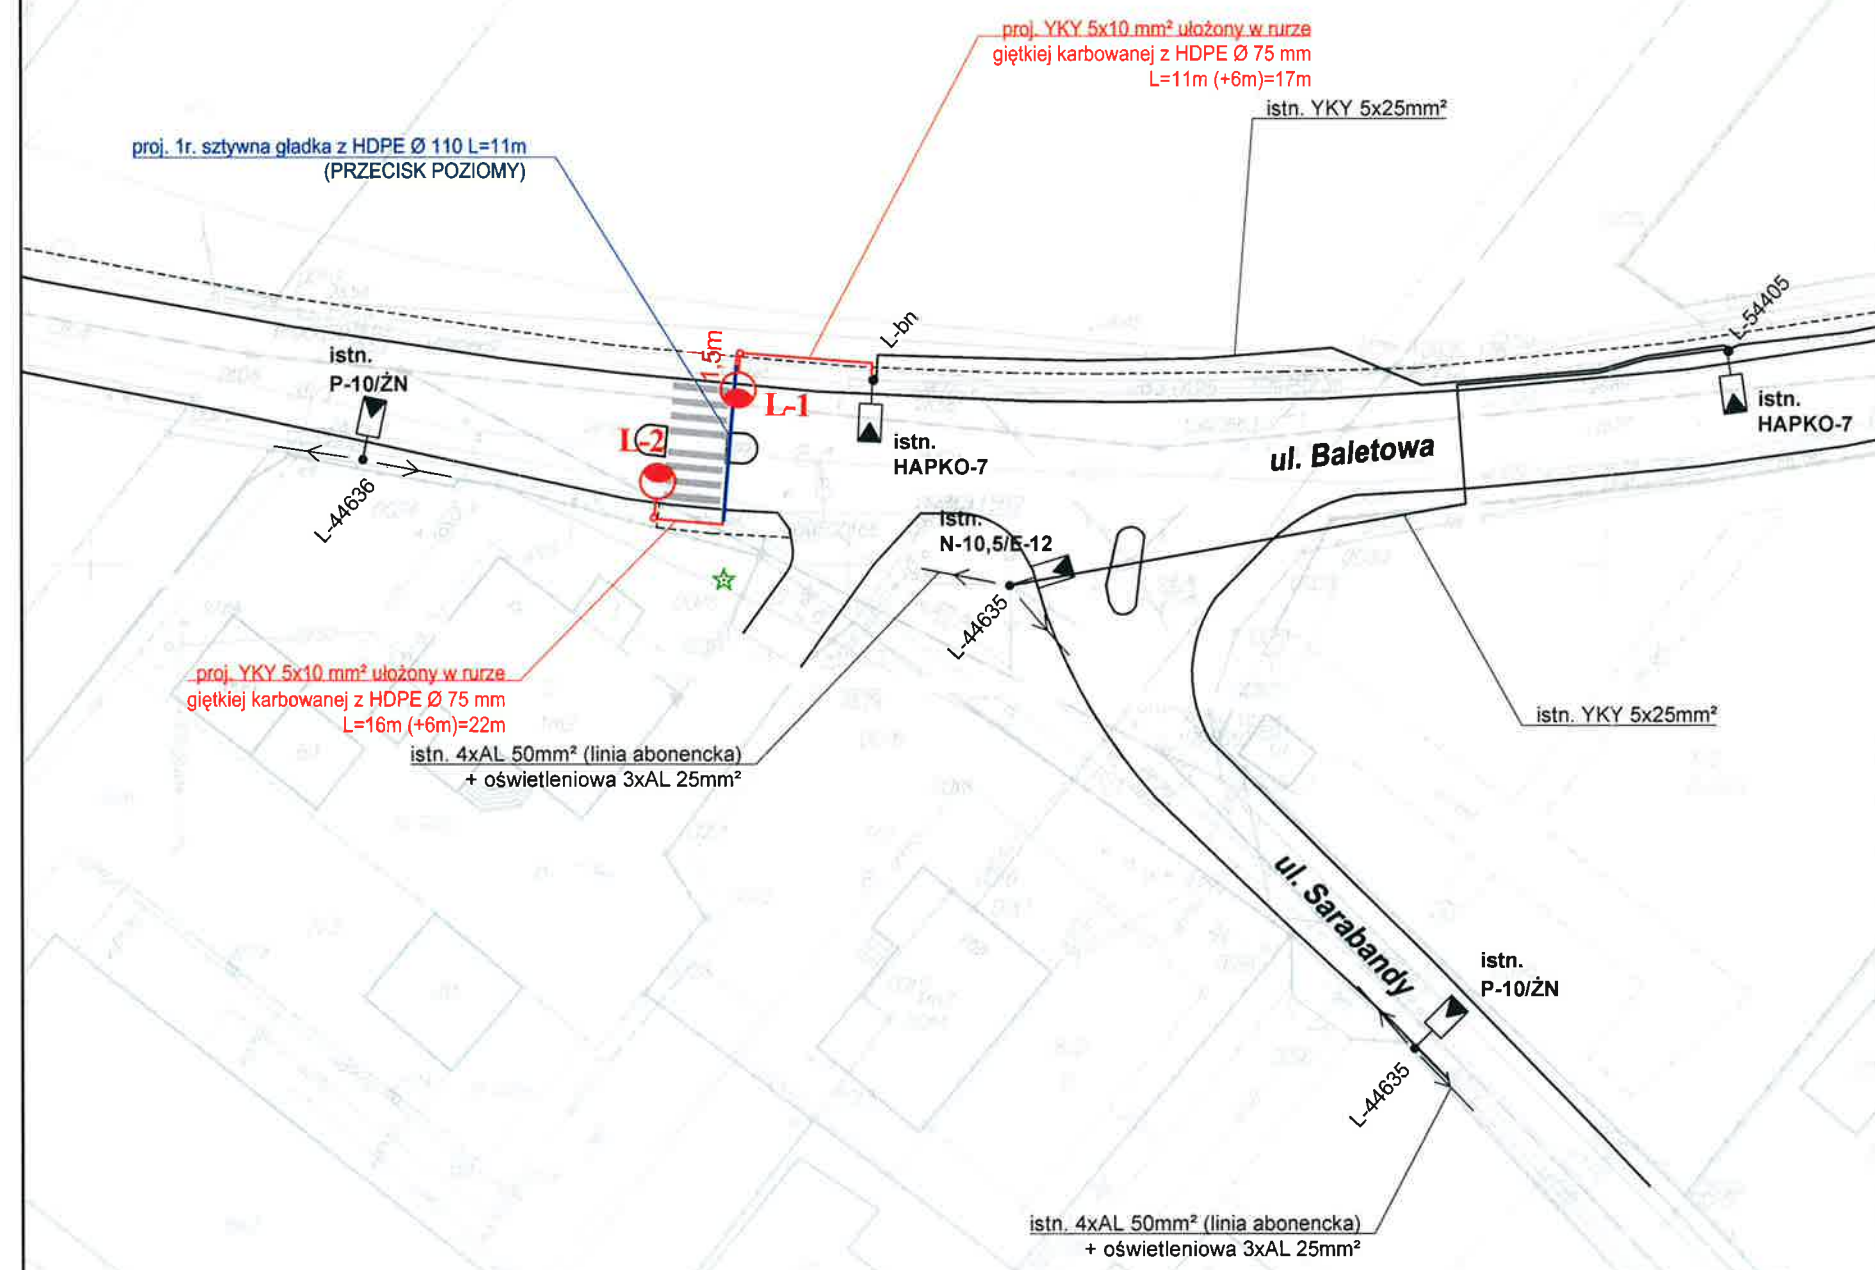 proj. YKY 5x10 mm² ułożony w rurze
giętkiej karbowanej z HDPE Ø 75 mm
L=11m (+6m)=17m
istn. YKY 5x25mm²
proj. 1r. sztywna gładka z HDPE Ø 110 L=11m
(PRZECISK POZIOMY)
L-54405
L-bn
1,5m
istn.
P-10/ŻN
L-1
istn.
HAPKO-7
istn.
HAPKO-7
L-2
ul. Baletowa
L-44636
istn.
N-10,5/E-12
L-44635
proj. YKY 5x10 mm² ułożony w rurze
giętkiej karbowanej z HDPE Ø 75 mm
L=16m (+6m)=22m
istn. YKY 5x25mm²
istn. 4xAL 50mm² (linia abonencka)
+ oświetleniowa 3xAL 25mm²
ul. Sarabandy
istn.
P-10/ŻN
L-44635
istn. 4xAL 50mm² (linia abonencka)
+ oświetleniowa 3xAL 25mm²